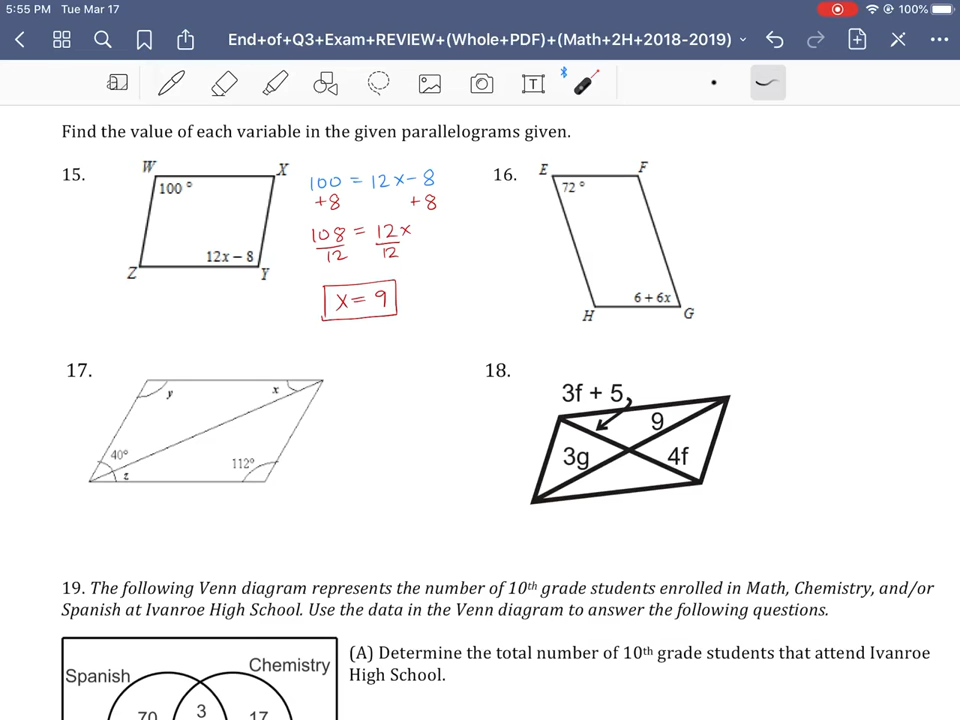 5:55 PM Tue Mar 17 100%
End+of+Q3+Exam+REVIEW+(Whole+PDF)+(Math+2H+2018-2019)
T
Find the value of each variable in the given parallelograms given.
15.
W
X
100°
12x – 8
Z
Y
100 = 12x – 8
+8 +8
108 = 12x
12 12
x = 9
16.
E
F
72°
6 + 6x
H
G
17.
y
x
40°
z
112°
18.
3f + 5
9
3g
4f
19. The following Venn diagram represents the number of 10th grade students enrolled in Math, Chemistry, and/or
Spanish at Ivanroe High School. Use the data in the Venn diagram to answer the following questions.
Spanish
Chemistry
70
3
17
(A) Determine the total number of 10th grade students that attend Ivanroe
High School.